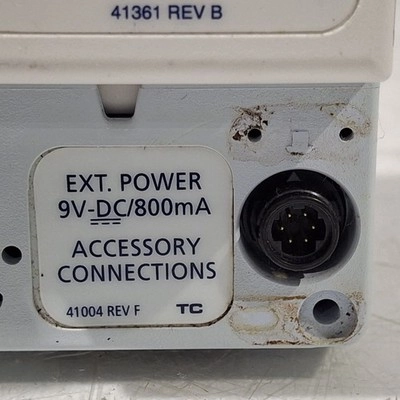 41361 REV B
EXT. POWER
9V-DC/800mA
ACCESSORY
CONNECTIONS
41004 REV F TC